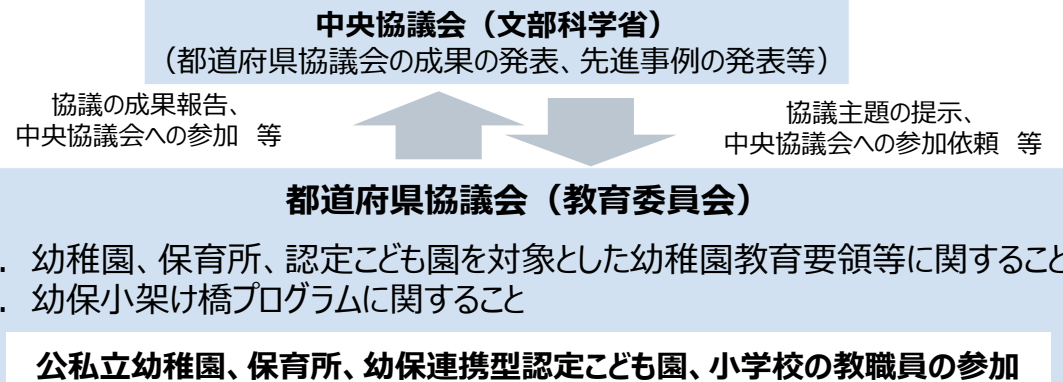 中央協議会（文部科学省）
（都道府県協議会の成果の発表、先進事例の発表等）
協議の成果報告、
中央協議会への参加　等
協議主題の提示、
中央協議会への参加依頼　等
都道府県協議会（教育委員会）
. 幼稚園、保育所、認定こども園を対象とした幼稚園教育要領等に関すること
. 幼保小架け橋プログラムに関すること
公私立幼稚園、保育所、幼保連携型認定こども園、小学校の教職員の参加